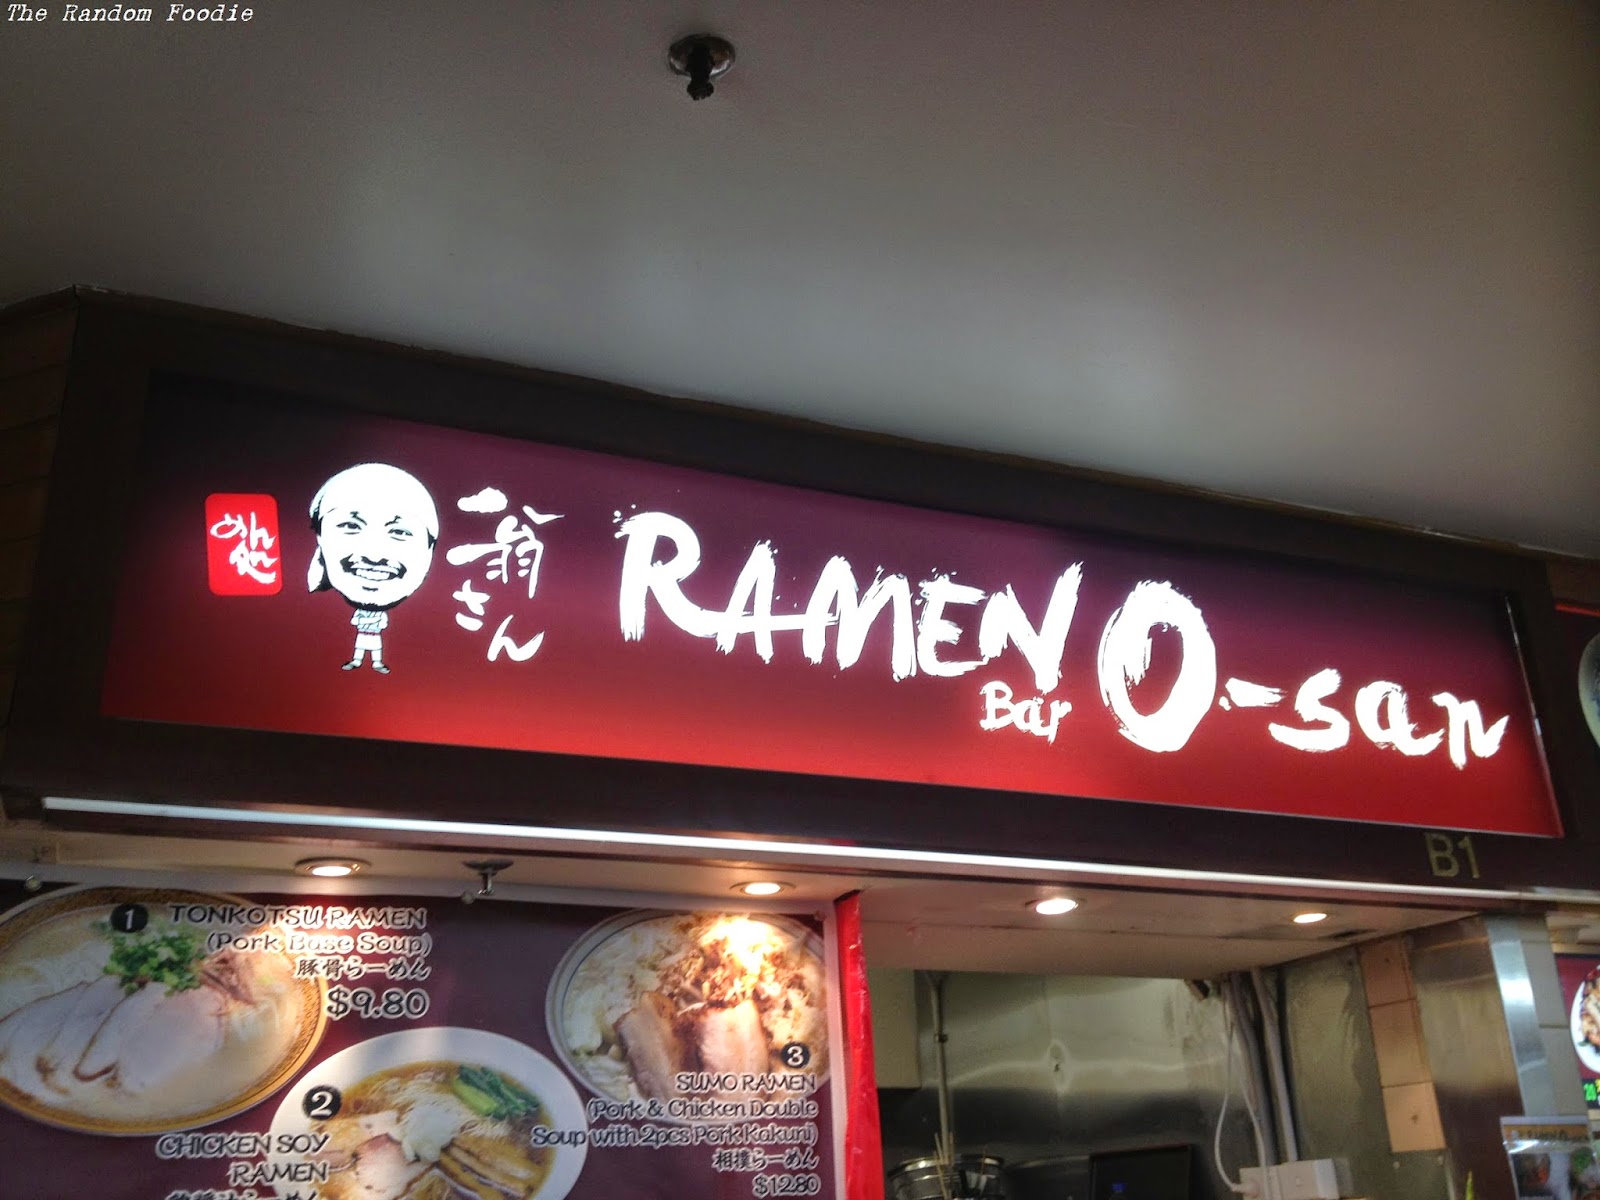 The Random Foodie
めん
処
翁
さん
RAMEN
Bar
O-san
B1
1 TONKOTSU RAMEN
(Pork Base Soup)
豚骨らーめん
$9.80
2
CHICKEN SOY
RAMEN
3
SUMO RAMEN
(Pork & Chicken Double
Soup with 2pcs Pork Kakuni)
相撲らーめん
$12.80